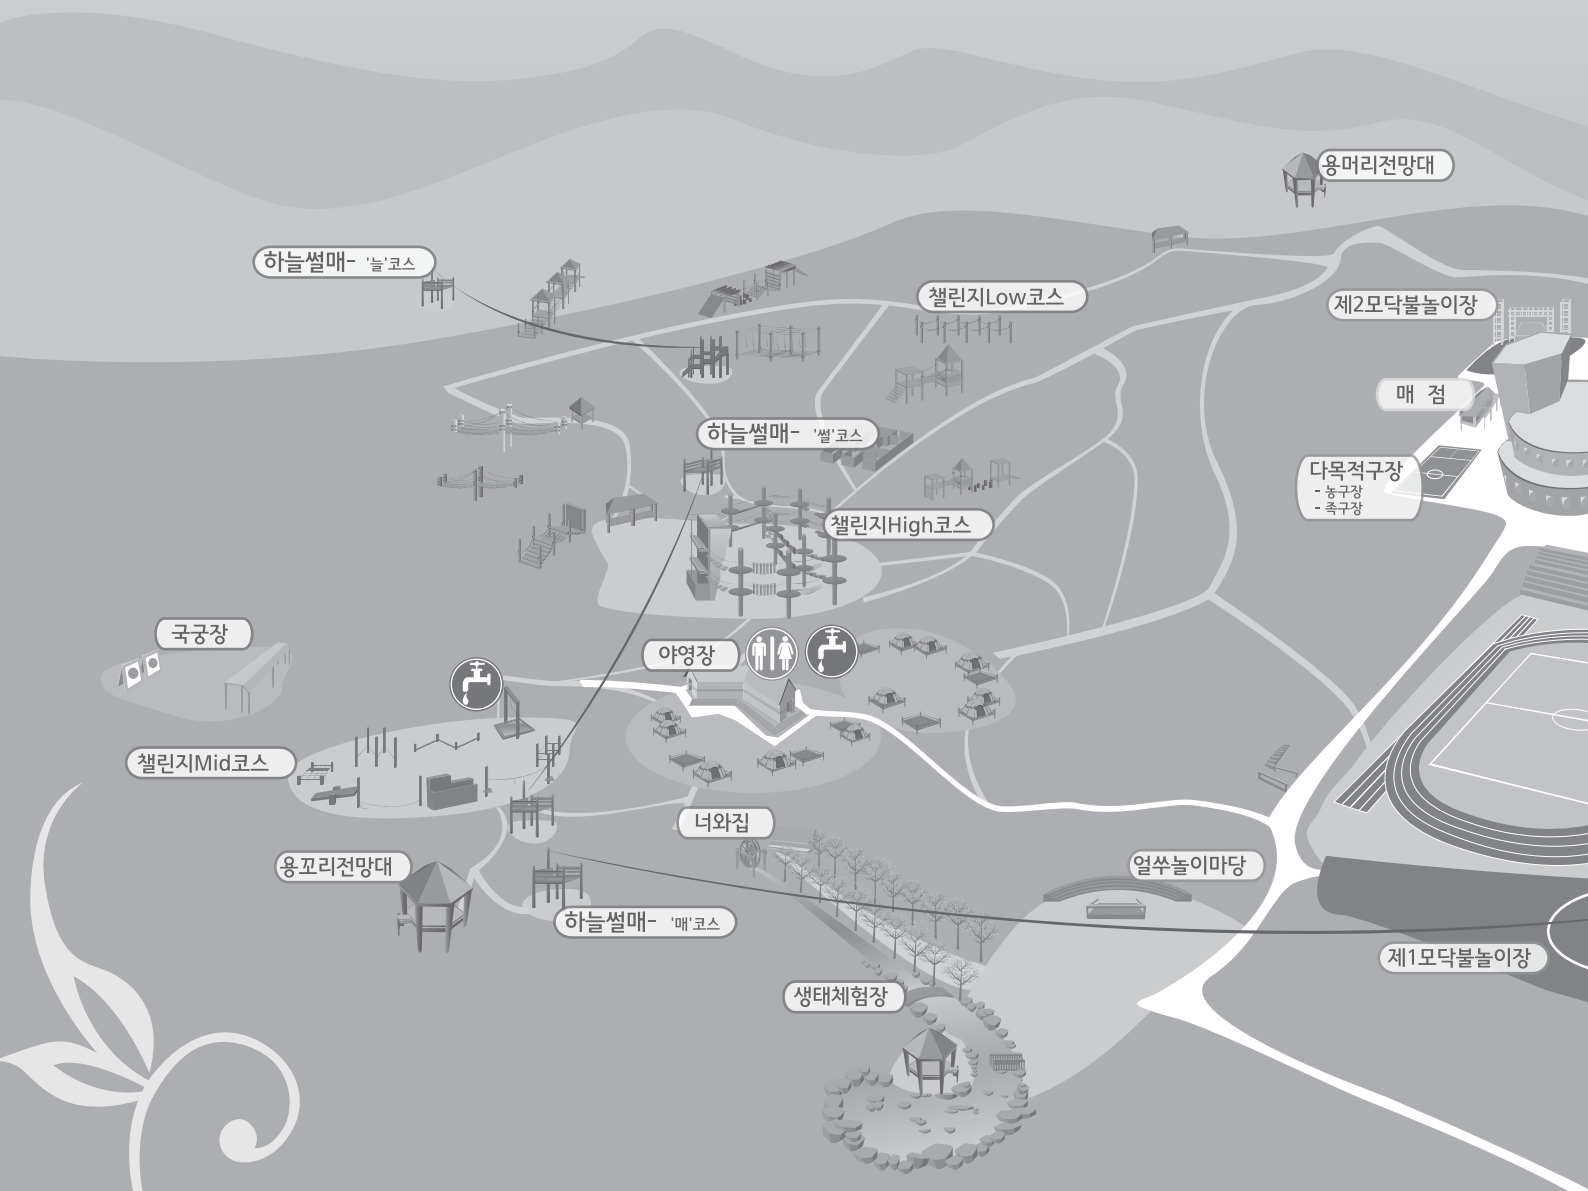 용머리전망대
하늘썰매- '늘'코스
챌린지Low코스
제2모닥불놀이장
매 점
하늘썰매- '썰'코스
다목적구장
- 농구장
- 족구장
챌린지High코스
국궁장
야영장
챌린지Mid코스
너와집
용꼬리전망대
얼쑤놀이마당
하늘썰매- '매'코스
제1모닥불놀이장
생태체험장